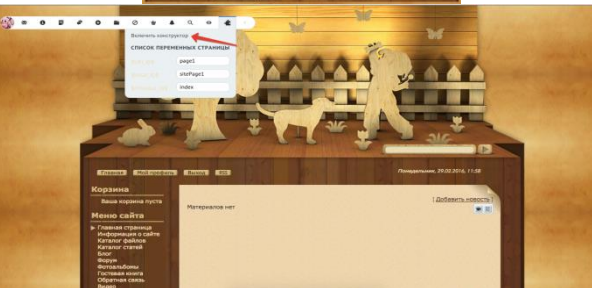 Включить конструктор
СПИСОК ПЕРЕМЕННЫХ СТРАНИЦЫ
page1
sitePage1
index
Главная Мой профиль Выход RSS
Понедельник, 29.02.2016, 11:58
Корзина
Ваша корзина пуста
Меню сайта
Главная страница
Информация о сайте
Каталог файлов
Каталог статей
Блог
Форум
Фотоальбомы
Гостевая книга
Обратная связь
Видео
[ Добавить новость ]
Материалов нет